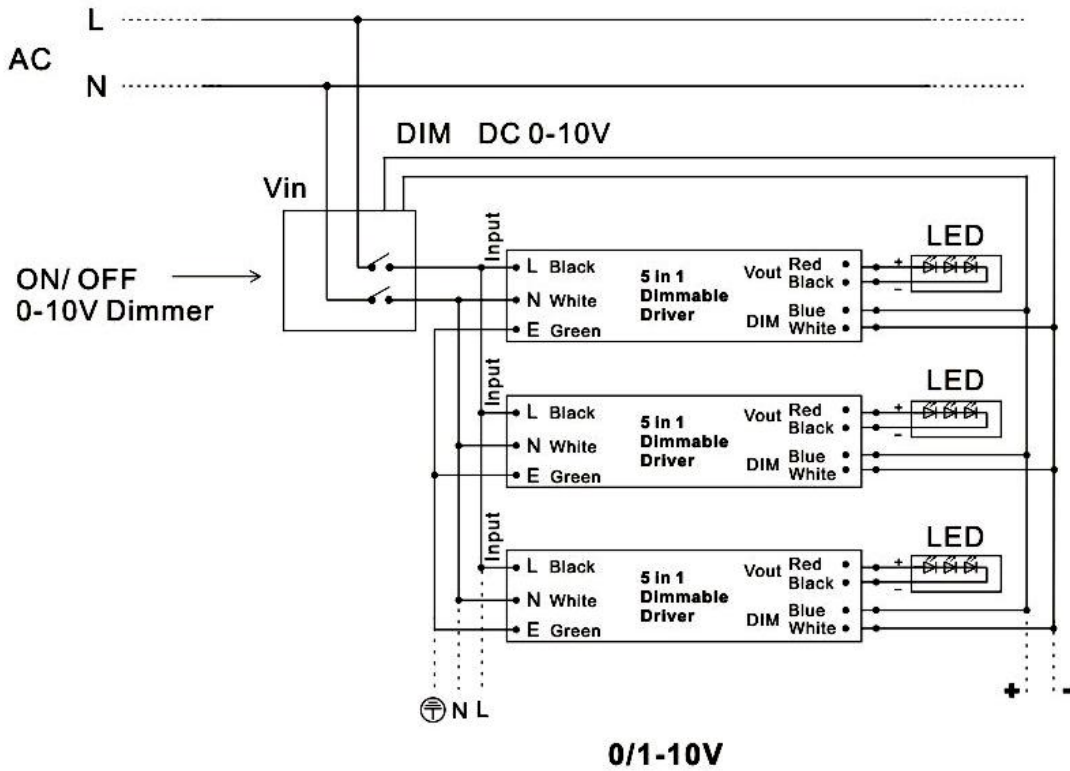 L
AC
N
DIM DC 0-10V
Vin
ON/ OFF
0-10V Dimmer
Input
L Black
N White
E Green
5 in 1
Dimmable
Driver
Vout Red
Black
DIM Blue
White
LED
+
−
Input
L Black
N White
E Green
5 in 1
Dimmable
Driver
Vout Red
Black
DIM Blue
White
LED
+
−
Input
L Black
N White
E Green
5 in 1
Dimmable
Driver
Vout Red
Black
DIM Blue
White
LED
+
−
N L
+ -
0/1-10V